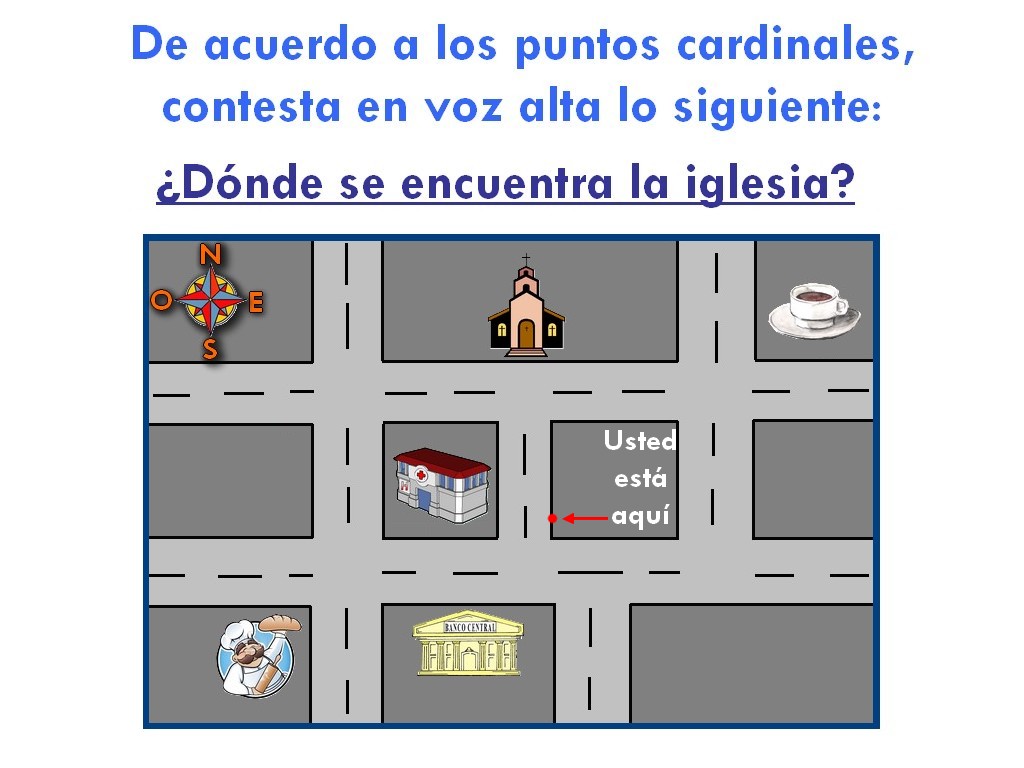 De acuerdo a los puntos cardinales,
contesta en voz alta lo siguiente:
¿Dónde se encuentra la iglesia?
N
O
E
S
Usted
está
aquí
H
BANCO CENTRAL